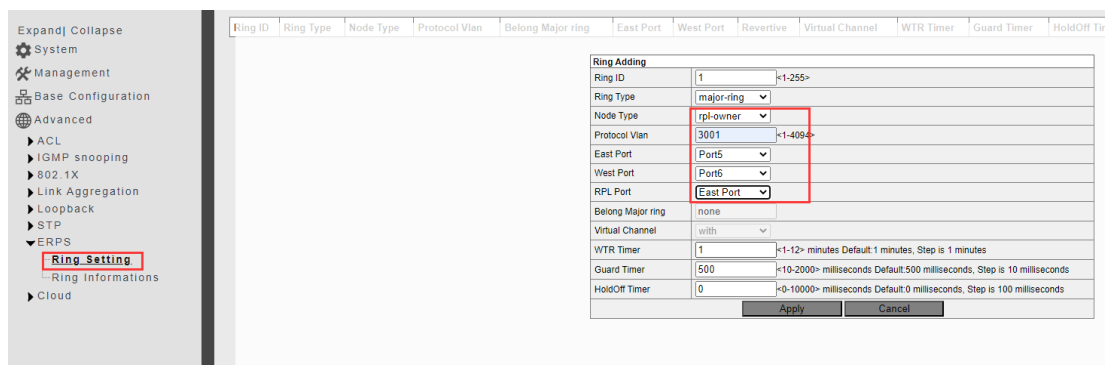 Expand| Collapse
System
Management
Base Configuration
Advanced
ACL
IGMP snooping
802.1X
Link Aggregation
Loopback
STP
ERPS
Ring Setting
Ring Informations
Cloud
Ring ID Ring Type Node Type Protocol Vlan Belong Major ring East Port West Port Revertive Virtual Channel WTR Timer Guard Timer HoldOff Tim
Ring Adding
Ring ID 1 <1-255>
Ring Type major-ring
Node Type rpl-owner
Protocol Vlan 3001 <1-4094>
East Port Port5
West Port Port6
RPL Port East Port
Belong Major ring none
Virtual Channel with
WTR Timer 1 <1-12> minutes Default:1 minutes, Step is 1 minutes
Guard Timer 500 <10-2000> milliseconds Default:500 milliseconds, Step is 10 milliseconds
HoldOff Timer 0 <0-10000> milliseconds Default:0 milliseconds, Step is 100 milliseconds
Apply Cancel